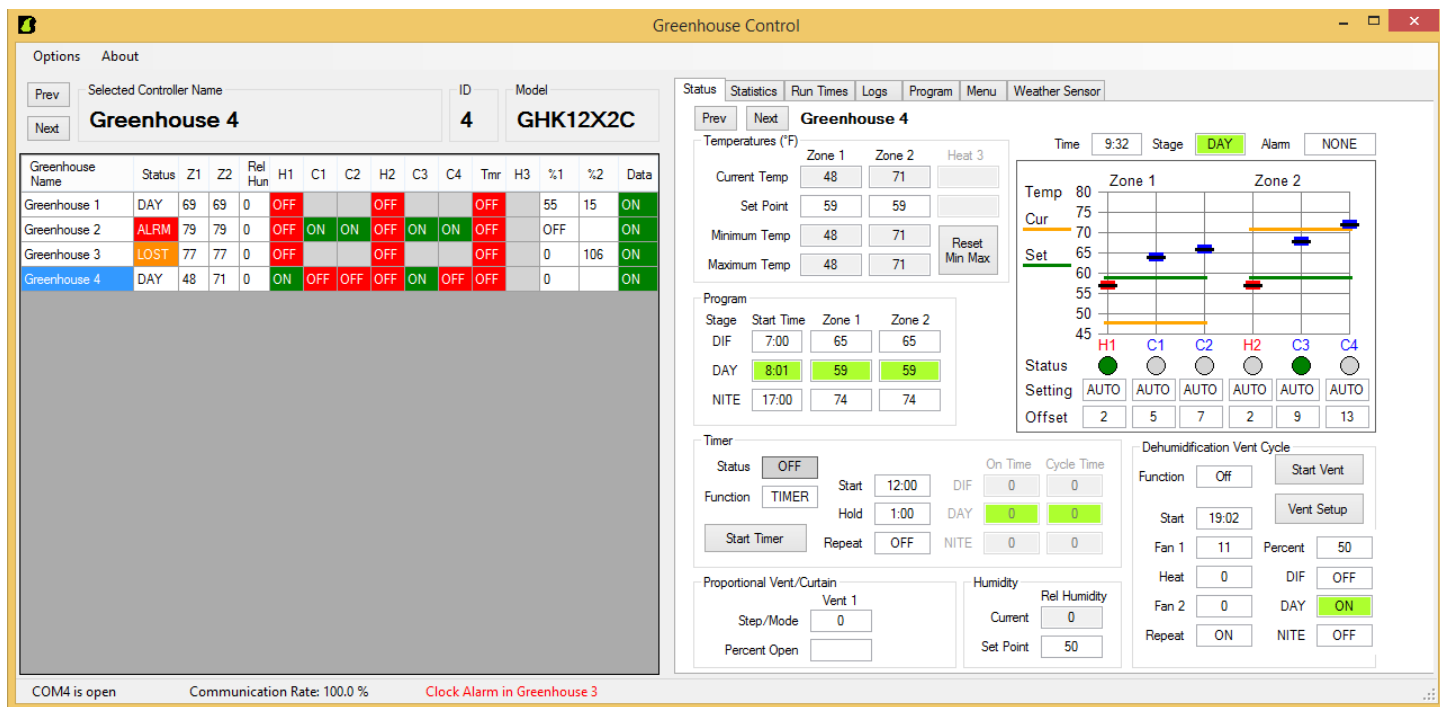 Greenhouse Control
Options About
Prev
Next
Selected Controller Name
Greenhouse 4
ID
4
Model
GHK12X2C
Greenhouse Name Status Z1 Z2 Rel Hun H1 C1 C2 H2 C3 C4 Tmr H3 %1 %2 Data
Greenhouse 1 DAY 69 69 0 OFF OFF OFF 55 15 ON
Greenhouse 2 ALRM 79 79 0 OFF ON ON OFF ON ON OFF OFF ON
Greenhouse 3 LOST 77 77 0 OFF OFF OFF 0 106 ON
Greenhouse 4 DAY 48 71 0 ON OFF OFF OFF ON OFF OFF 0 ON
Status Statistics Run Times Logs Program Menu Weather Sensor
Prev Next Greenhouse 4
Temperatures (°F)
Zone 1 Zone 2 Heat 3
Current Temp 48 71
Set Point 59 59
Minimum Temp 48 71
Maximum Temp 48 71
Reset
Min Max
Time 9:32 Stage DAY Alarm NONE
Zone 1 Zone 2
Temp
Cur
Set
80
75
70
65
60
55
50
45
H1 C1 C2 H2 C3 C4
Status
Setting AUTO AUTO AUTO AUTO AUTO AUTO
Offset 2 5 7 2 9 13
Program
Stage Start Time Zone 1 Zone 2
DIF 7:00 65 65
DAY 8:01 59 59
NITE 17:00 74 74
Timer
Status OFF
Function TIMER
Start Timer
Start 12:00
Hold 1:00
Repeat OFF
On Time Cycle Time
DIF 0 0
DAY 0 0
NITE 0 0
Dehumidification Vent Cycle
Function Off Start Vent
Start 19:02 Vent Setup
Fan 1 11 Percent 50
Heat 0 DIF OFF
Fan 2 0 DAY ON
Repeat ON NITE OFF
Proportional Vent/Curtain
Vent 1
Step/Mode 0
Percent Open
Humidity
Rel Humidity
Current 0
Set Point 50
COM4 is open Communication Rate: 100.0 % Clock Alarm in Greenhouse 3